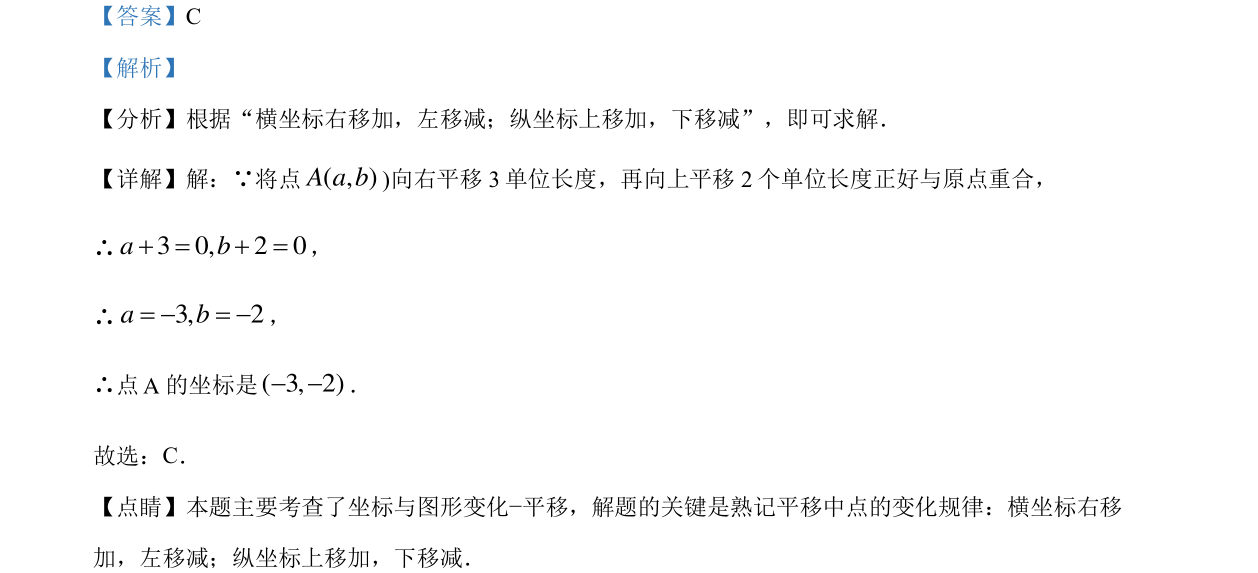 【答案】C
【解析】
【分析】根据“横坐标右移加，左移减；纵坐标上移加，下移减”，即可求解．
【详解】解：∵将点 A(a,b) )向右平移 3 单位长度，再向上平移 2 个单位长度正好与原点重合，
∴ a+3=0,b+2=0，
∴ a=−3,b=−2，
∴点 A 的坐标是(−3,−2)．
故选：C．
【点睛】本题主要考查了坐标与图形变化−平移，解题的关键是熟记平移中点的变化规律：横坐标右移
加，左移减；纵坐标上移加，下移减．